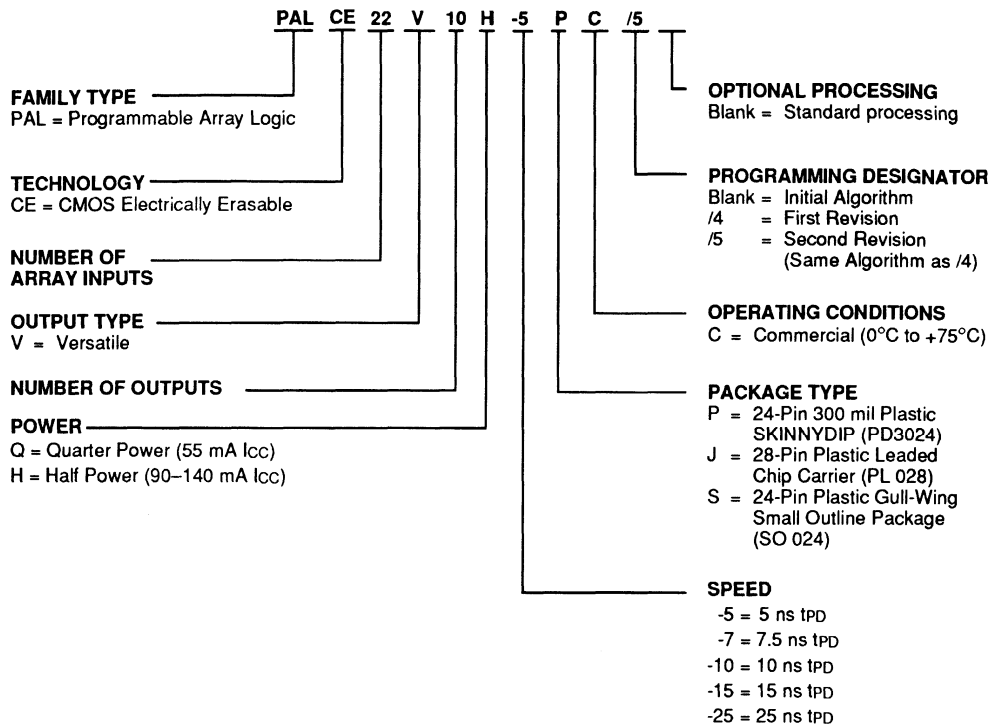 PAL CE 22 V 10 H -5 P C /5
FAMILY TYPE
PAL = Programmable Array Logic
TECHNOLOGY
CE = CMOS Electrically Erasable
NUMBER OF
ARRAY INPUTS
OUTPUT TYPE
V = Versatile
NUMBER OF OUTPUTS
POWER
Q = Quarter Power (55 mA ICC)
H = Half Power (90–140 mA ICC)
OPTIONAL PROCESSING
Blank = Standard processing
PROGRAMMING DESIGNATOR
Blank = Initial Algorithm
/4 = First Revision
/5 = Second Revision
(Same Algorithm as /4)
OPERATING CONDITIONS
C = Commercial (0°C to +75°C)
PACKAGE TYPE
P = 24-Pin 300 mil Plastic
SKINNYDIP (PD3024)
J = 28-Pin Plastic Leaded
Chip Carrier (PL 028)
S = 24-Pin Plastic Gull-Wing
Small Outline Package
(SO 024)
SPEED
-5 = 5 ns tPD
-7 = 7.5 ns tPD
-10 = 10 ns tPD
-15 = 15 ns tPD
-25 = 25 ns tPD